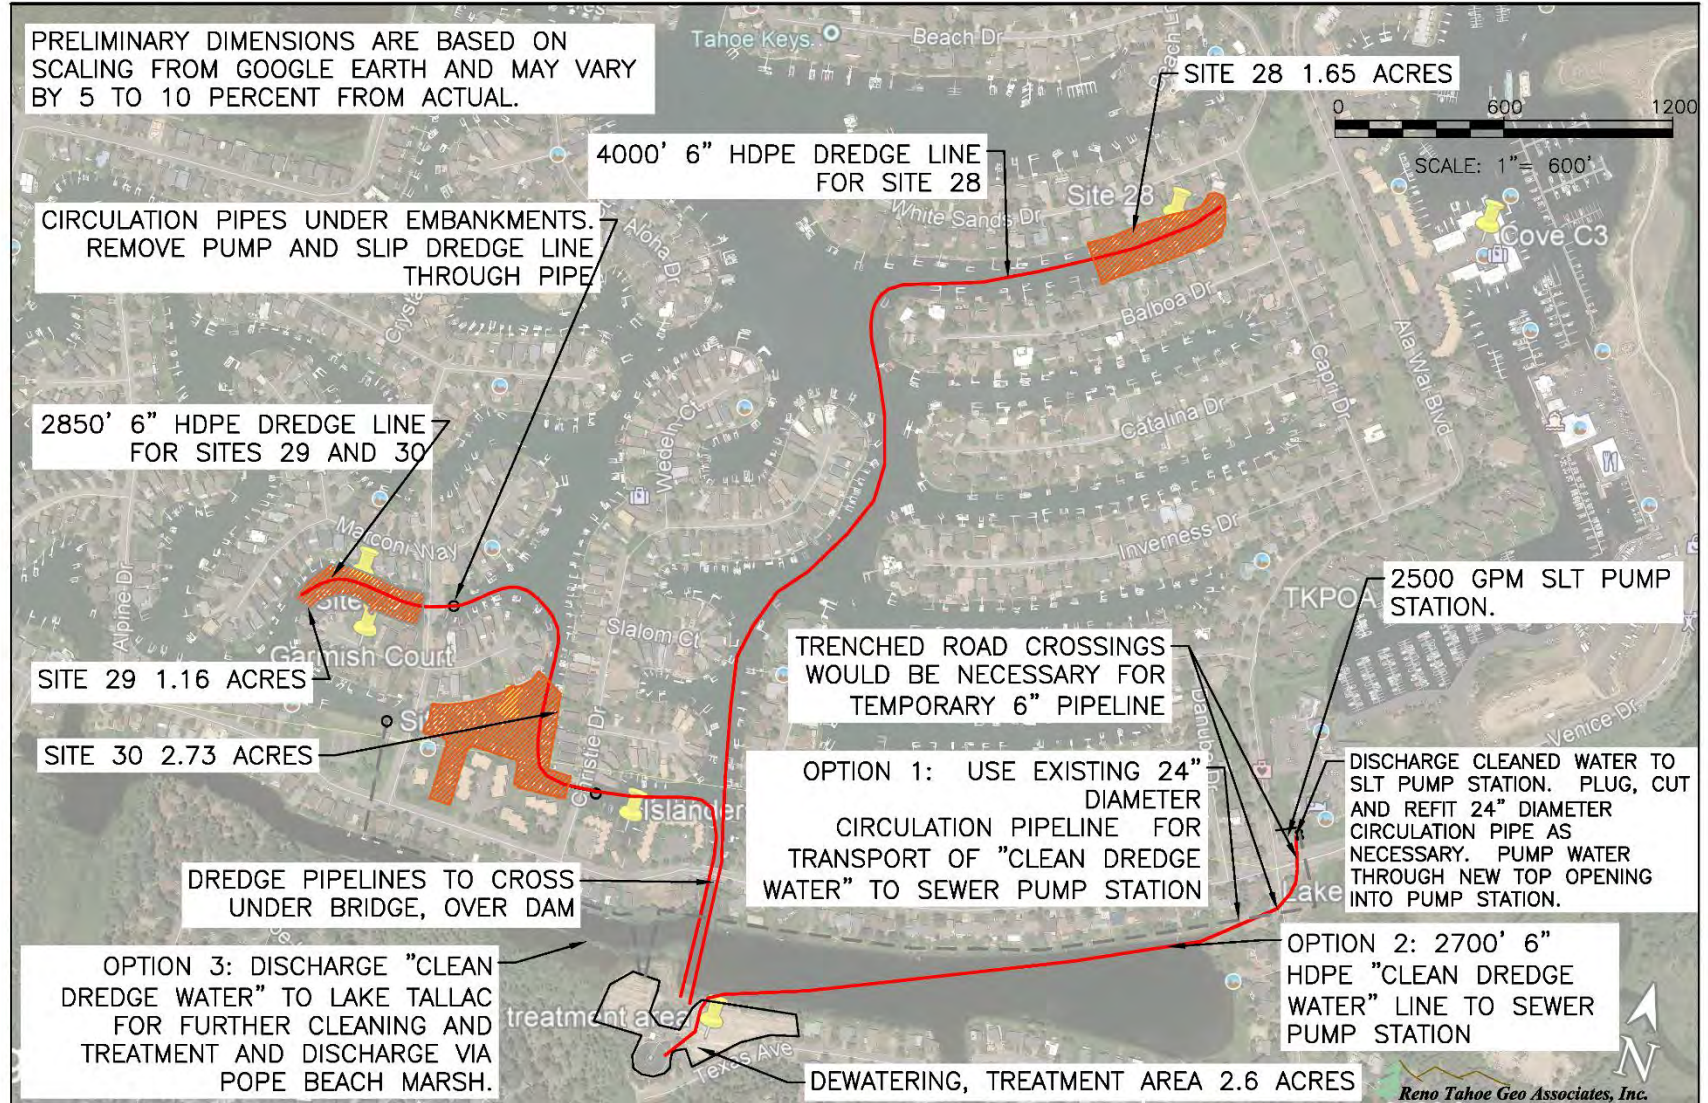 PRELIMINARY DIMENSIONS ARE BASED ON
SCALING FROM GOOGLE EARTH AND MAY VARY
BY 5 TO 10 PERCENT FROM ACTUAL.
Tahoe Keys
Beach Dr
SITE 28 1.65 ACRES
0 600 1200
SCALE: 1"= 600'
4000' 6" HDPE DREDGE LINE
FOR SITE 28
Site 28
White Sands Dr
Cove C3
CIRCULATION PIPES UNDER EMBANKMENTS.
REMOVE PUMP AND SLIP DREDGE LINE
THROUGH PIPE
Aloha Dr
Balboa Dr
Capri Dr
Ala Wai Blvd
Catalina Dr
Wedeln Ct
2850' 6" HDPE DREDGE LINE
FOR SITES 29 AND 30
Marconi Way
Inverness Dr
2500 GPM SLT PUMP
STATION.
TKPOA
Alpine Dr
Site
Garmish Court
Slalom Ct
TRENCHED ROAD CROSSINGS
WOULD BE NECESSARY FOR
TEMPORARY 6" PIPELINE
SITE 29 1.16 ACRES
Christie Dr
Danube Dr
Venice Dr
SITE 30 2.73 ACRES
OPTION 1: USE EXISTING 24"
DIAMETER
CIRCULATION PIPELINE FOR
TRANSPORT OF "CLEAN DREDGE
WATER" TO SEWER PUMP STATION
DISCHARGE CLEANED WATER TO
SLT PUMP STATION. PLUG, CUT
AND REFIT 24" DIAMETER
CIRCULATION PIPE AS
NECESSARY. PUMP WATER
THROUGH NEW TOP OPENING
INTO PUMP STATION.
Islander
DREDGE PIPELINES TO CROSS
UNDER BRIDGE, OVER DAM
Lake
OPTION 3: DISCHARGE "CLEAN
DREDGE WATER" TO LAKE TALLAC
FOR FURTHER CLEANING AND
TREATMENT AND DISCHARGE VIA
POPE BEACH MARSH.
OPTION 2: 2700' 6"
HDPE "CLEAN DREDGE
WATER" LINE TO SEWER
PUMP STATION
treatment area
Texas Ave
DEWATERING, TREATMENT AREA 2.6 ACRES
N
Reno Tahoe Geo Associates, Inc.